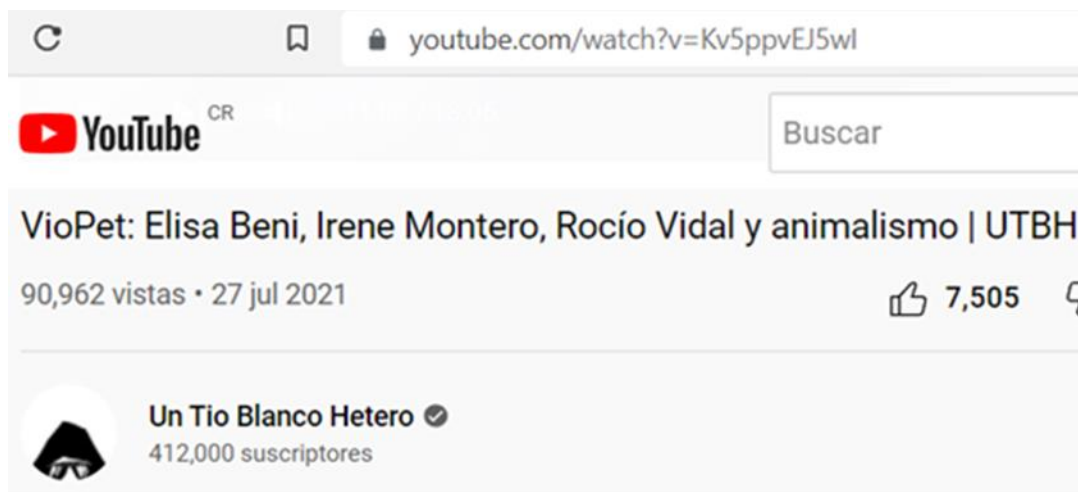 youtube.com/watch?v=Kv5ppvEJ5wI
YouTube CR
Buscar
VioPet: Elisa Beni, Irene Montero, Rocío Vidal y animalismo | UTBH
90,962 vistas • 27 jul 2021
7,505
Un Tio Blanco Hetero
412,000 suscriptores